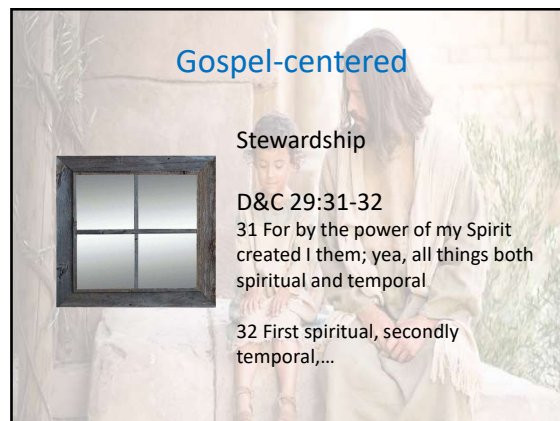 Gospel-centered
Stewardship
D&C 29:31-32
31 For by the power of my Spirit
created I them; yea, all things both
spiritual and temporal
32 First spiritual, secondly
temporal,…